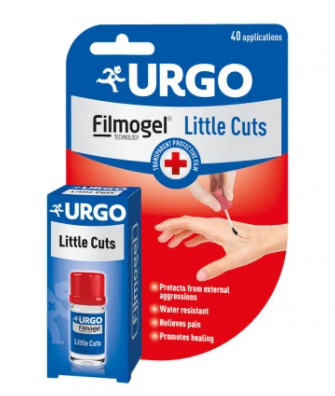 40 applications
URGO
Filmogel®
TECHNOLOGY
Little Cuts
TRANSPARENT PROTECTIVE FILM
Protects from external
aggressions
Water resistant
Relieves pain
Promotes healing
URGO
Little Cuts
URGO
Filmogel
Little Cuts